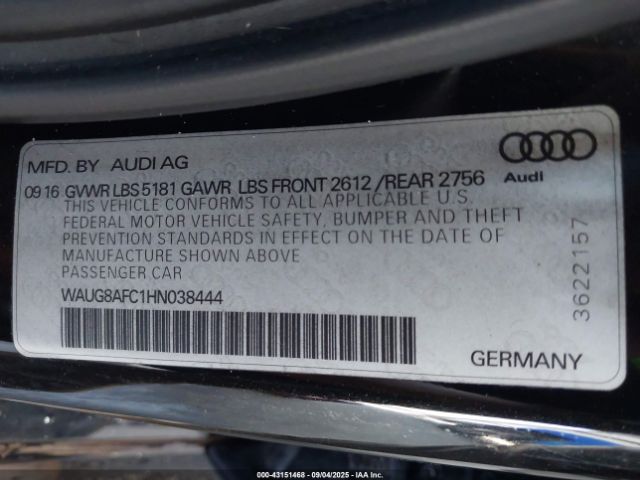 MFD. BY AUDI AG
09 16 GVWR LBS 5181 GAWR LBS FRONT 2612 / REAR 2756
THIS VEHICLE CONFORMS TO ALL APPLICABLE U.S.
FEDERAL MOTOR VEHICLE SAFETY, BUMPER AND THEFT
PREVENTION STANDARDS IN EFFECT ON THE DATE OF
MANUFACTURE SHOWN ABOVE
PASSENGER CAR
WAUG8AFC1HN038444
Audi
3622157
GERMANY
000-43151468 - 09/04/2025 - IAA Inc.